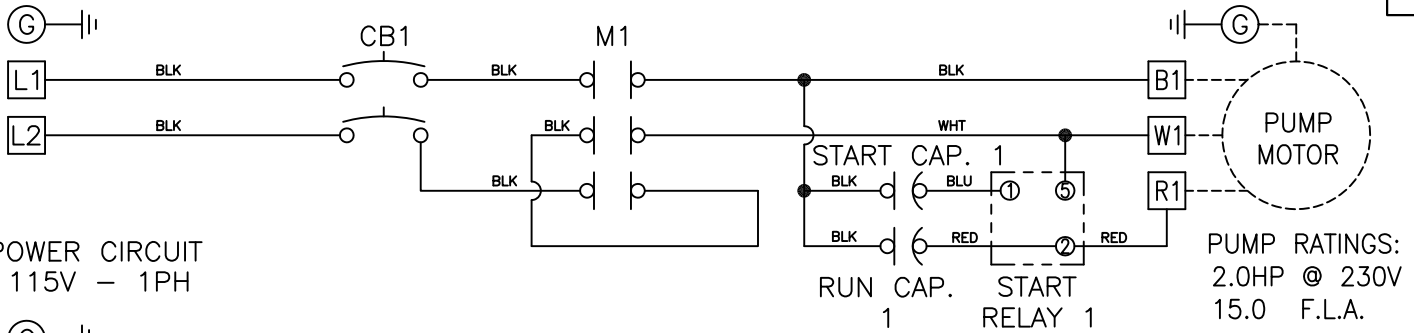 G
G
CB1
M1
L1
BLK
BLK
BLK
B1
L2
BLK
BLK
WHT
W1
PUMP
MOTOR
START CAP. 1
BLK
BLK
BLU
1
5
R1
BLK
RED
2
RED
POWER CIRCUIT
115V - 1PH
RUN CAP.
1
START
RELAY 1
PUMP RATINGS:
2.0HP @ 230V
15.0 F.L.A.